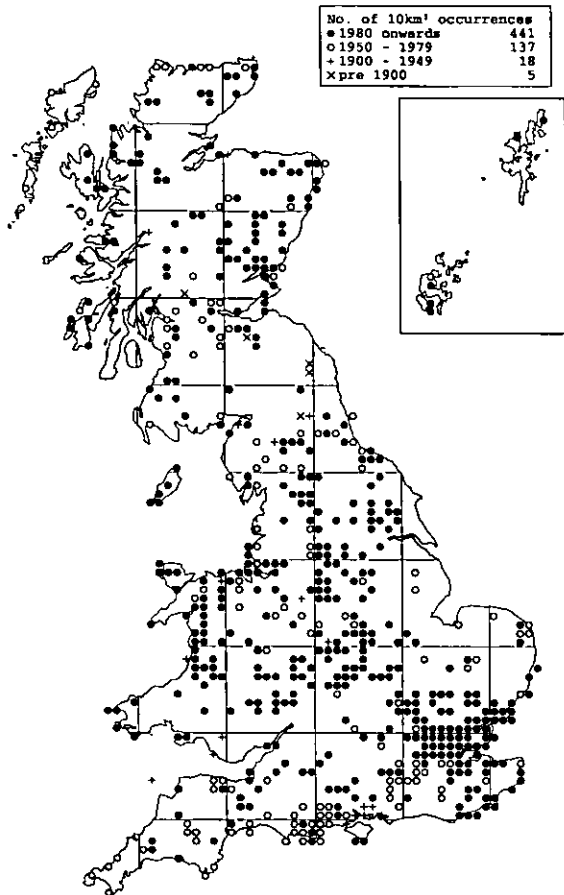 No. of 10km² occurrences
● 1980 onwards 441
○ 1950 - 1979 137
+ 1900 - 1949 18
× pre 1900 5